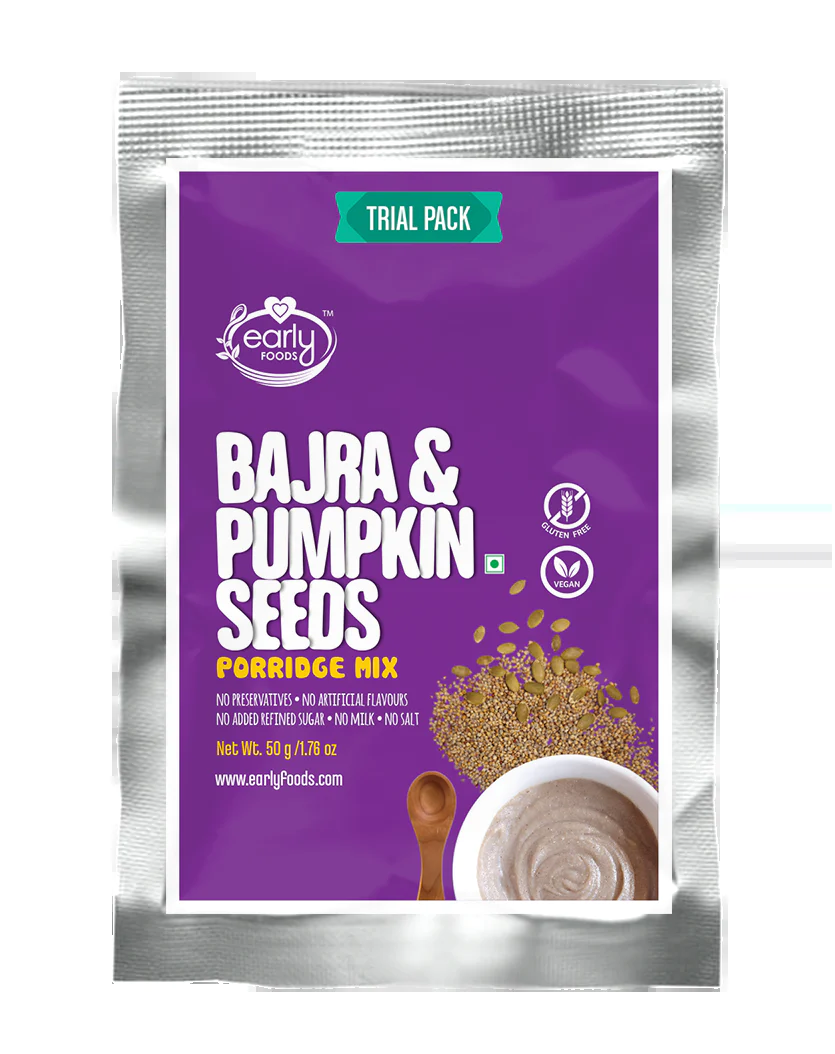 TRIAL PACK
early
TM
FOODS
BAJRA &
PUMPKIN
SEEDS
PORRIDGE MIX
NO PRESERVATIVES • NO ARTIFICIAL FLAVOURS
NO ADDED REFINED SUGAR • NO MILK • NO SALT
Net Wt. 50 g /1.76 oz
www.earlyfoods.com
GLUTEN FREE
VEGAN